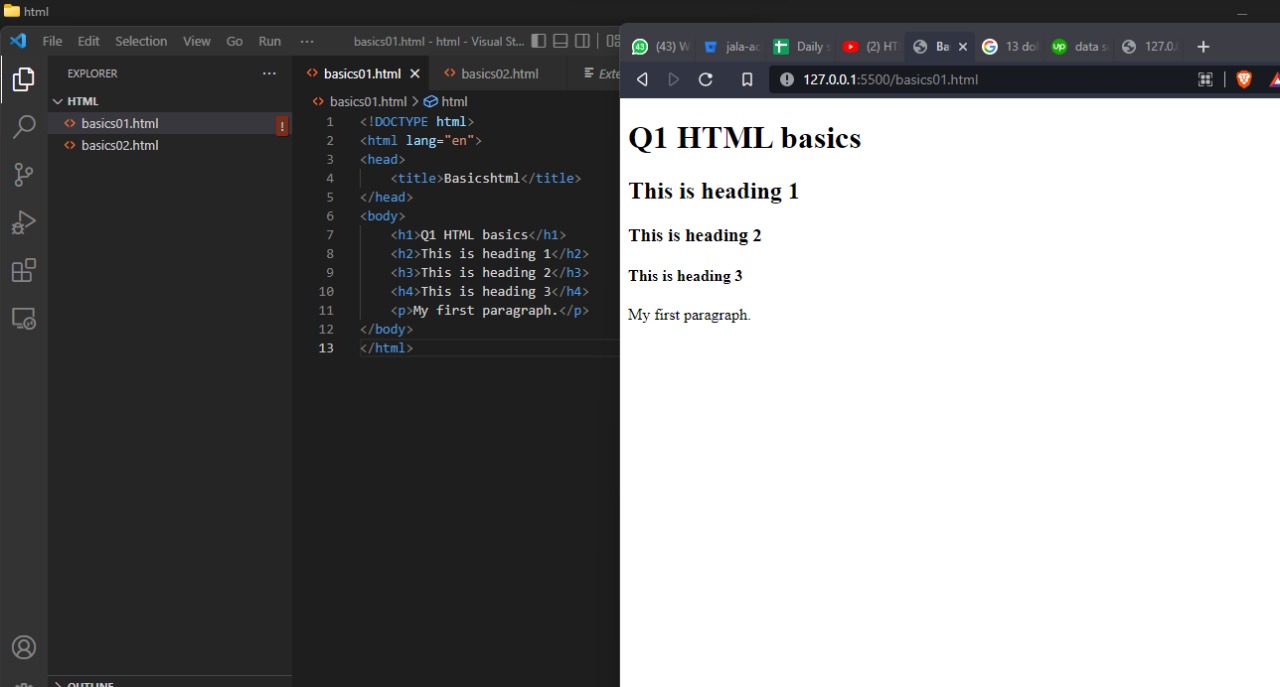 html
File Edit Selection View Go Run ··· basics01.html - html - Visual St...
EXPLORER ···
HTML
basics01.html !
basics02.html
OUTLINE
basics01.html basics02.html Exte
basics01.html > html
1 <!DOCTYPE html>
2 <html lang="en">
3 <head>
4 <title>Basicshtml</title>
5 </head>
6 <body>
7 <h1>Q1 HTML basics</h1>
8 <h2>This is heading 1</h2>
9 <h3>This is heading 2</h3>
10 <h4>This is heading 3</h4>
11 <p>My first paragraph.</p>
12 </body>
13 </html>
43 (43) W jala-ac Daily s (2) HT Ba G 13 dol up data s 127.0.
127.0.0.1:5500/basics01.html
Q1 HTML basics
This is heading 1
This is heading 2
This is heading 3
My first paragraph.